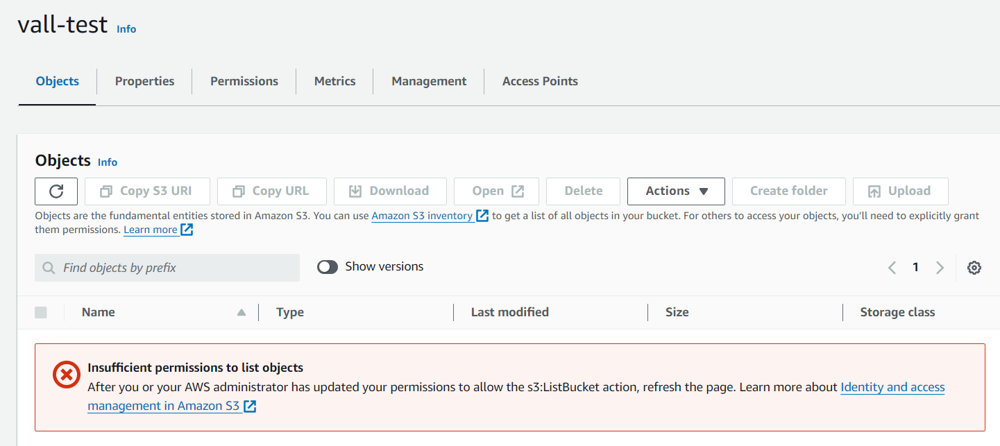 vall-test Info
Objects Properties Permissions Metrics Management Access Points
Objects Info
Copy S3 URI Copy URL Download Open Delete Actions Create folder Upload
Objects are the fundamental entities stored in Amazon S3. You can use Amazon S3 inventory to get a list of all objects in your bucket. For others to access your objects, you'll need to explicitly grant
them permissions. Learn more
Find objects by prefix Show versions 1
Name Type Last modified Size Storage class
Insufficient permissions to list objects
After you or your AWS administrator has updated your permissions to allow the s3:ListBucket action, refresh the page. Learn more about Identity and access
management in Amazon S3